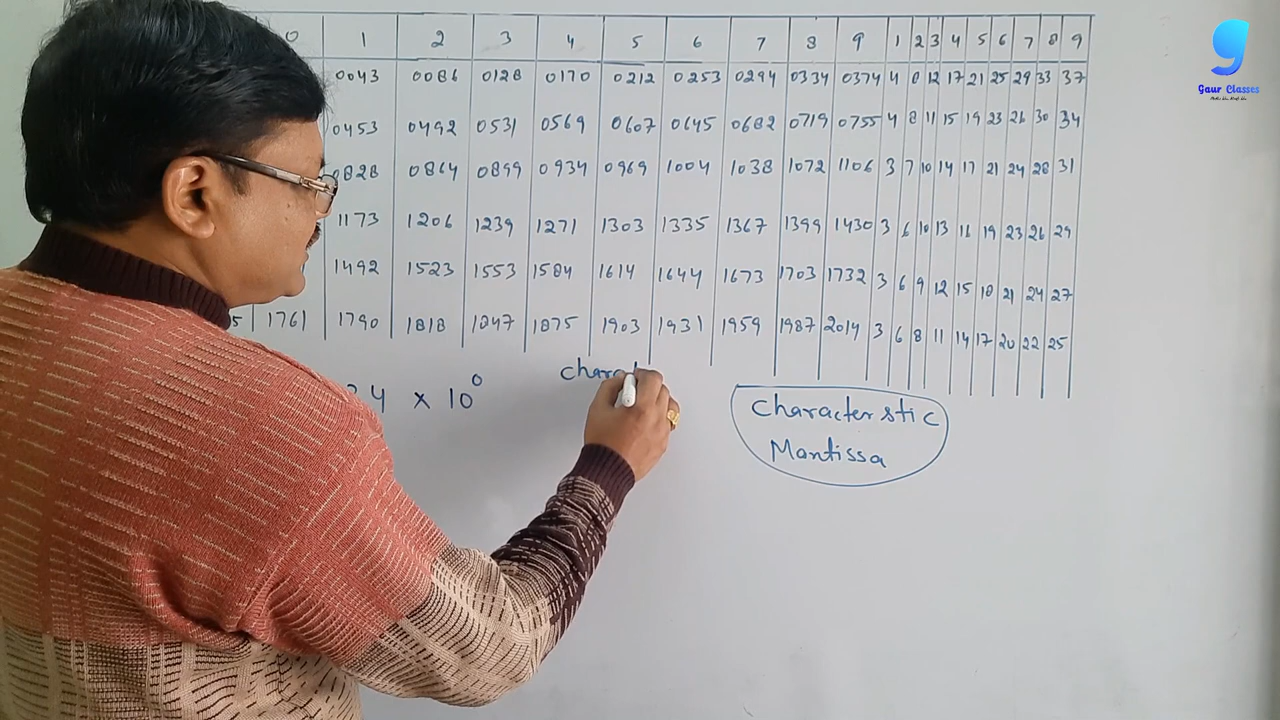 0 1 2 3 4 5 6 7 8 9 1 2 3 4 5 6 7 8 9
0043 0086 0128 0170 0212 0253 0294 0334 0374 4 8 12 17 21 25 29 33 37
0453 0492 0531 0569 0607 0645 0682 0719 0755 4 8 11 15 19 23 26 30 34
0828 0864 0899 0934 0969 1004 1038 1072 1106 3 7 10 14 17 21 24 28 31
1173 1206 1239 1271 1303 1335 1367 1399 1430 3 6 10 13 16 19 23 26 29
1492 1523 1553 1584 1614 1644 1673 1703 1732 3 6 9 12 15 18 21 24 27
5 1761 1790 1818 1847 1875 1903 1931 1959 1987 2014 3 6 8 11 14 17 20 22 25
4 × 10⁰
Charac
Characterstic
Mantissa
g
Gaur Classes